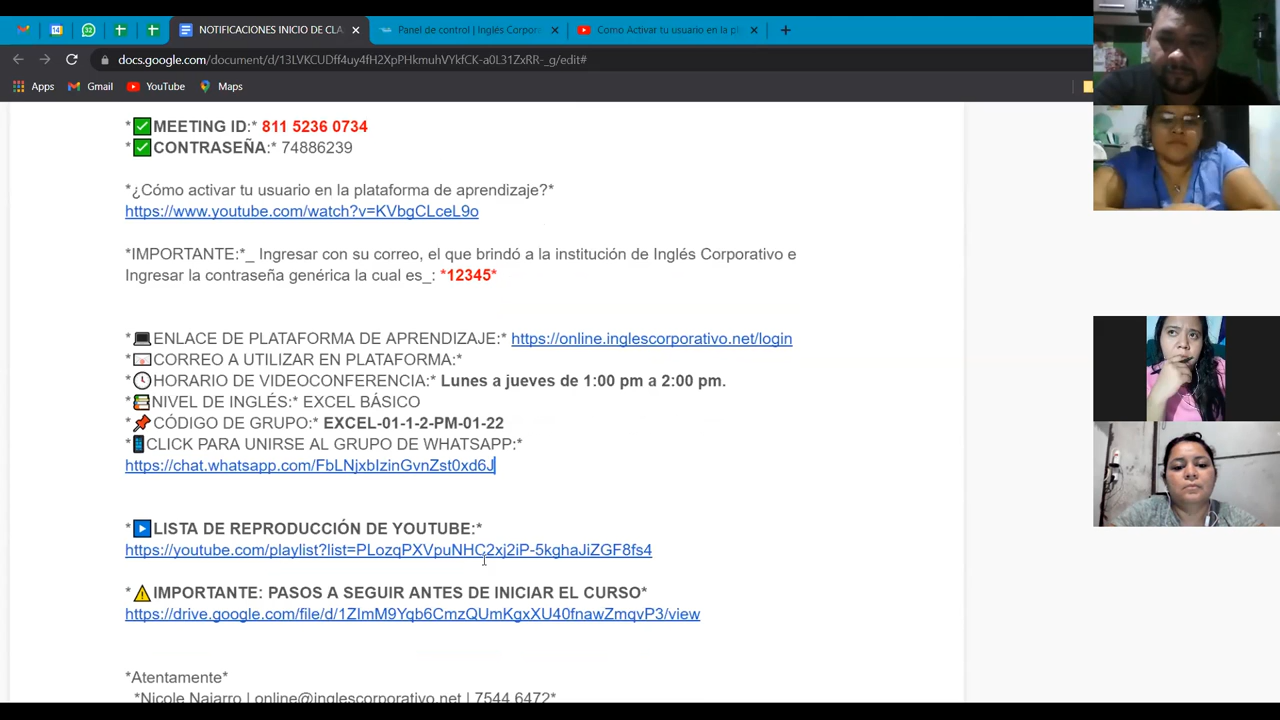 NOTIFICACIONES INICIO DE CLA
Panel de control | Inglés Corpora
Como Activar tu usuario en la p
docs.google.com/document/d/13LVKCUDff4uy4fH2XpPHkmuhVYkfCK-a0L31ZxRR-_g/edit#
Apps
Gmail
YouTube
Maps
*✅MEETING ID:* 811 5236 0734
*✅CONTRASEÑA:* 74886239
*¿Cómo activar tu usuario en la plataforma de aprendizaje?*
https://www.youtube.com/watch?v=KVbgCLceL9o
*IMPORTANTE:*_ Ingresar con su correo, el que brindó a la institución de Inglés Corporativo e
Ingresar la contraseña genérica la cual es_: *12345*
*💻ENLACE DE PLATAFORMA DE APRENDIZAJE:* https://online.inglescorporativo.net/login
*📧CORREO A UTILIZAR EN PLATAFORMA:*
*🕓HORARIO DE VIDEOCONFERENCIA:* Lunes a jueves de 1:00 pm a 2:00 pm.
*📚NIVEL DE INGLÉS:* EXCEL BÁSICO
*📌CÓDIGO DE GRUPO:* EXCEL-01-1-2-PM-01-22
*📱CLICK PARA UNIRSE AL GRUPO DE WHATSAPP:*
https://chat.whatsapp.com/FbLNjxbIzinGvnZst0xd6J
*▶️LISTA DE REPRODUCCIÓN DE YOUTUBE:*
https://youtube.com/playlist?list=PLozqPXVpuNHC2xj2iP-5kghaJiZGF8fs4
*⚠️IMPORTANTE: PASOS A SEGUIR ANTES DE INICIAR EL CURSO*
https://drive.google.com/file/d/1ZImM9Yqb6CmzQUmKgxXU40fnawZmqvP3/view
*Atentamente*
*Nicole Najarro | online@inglescorporativo.net | 7544 6472*